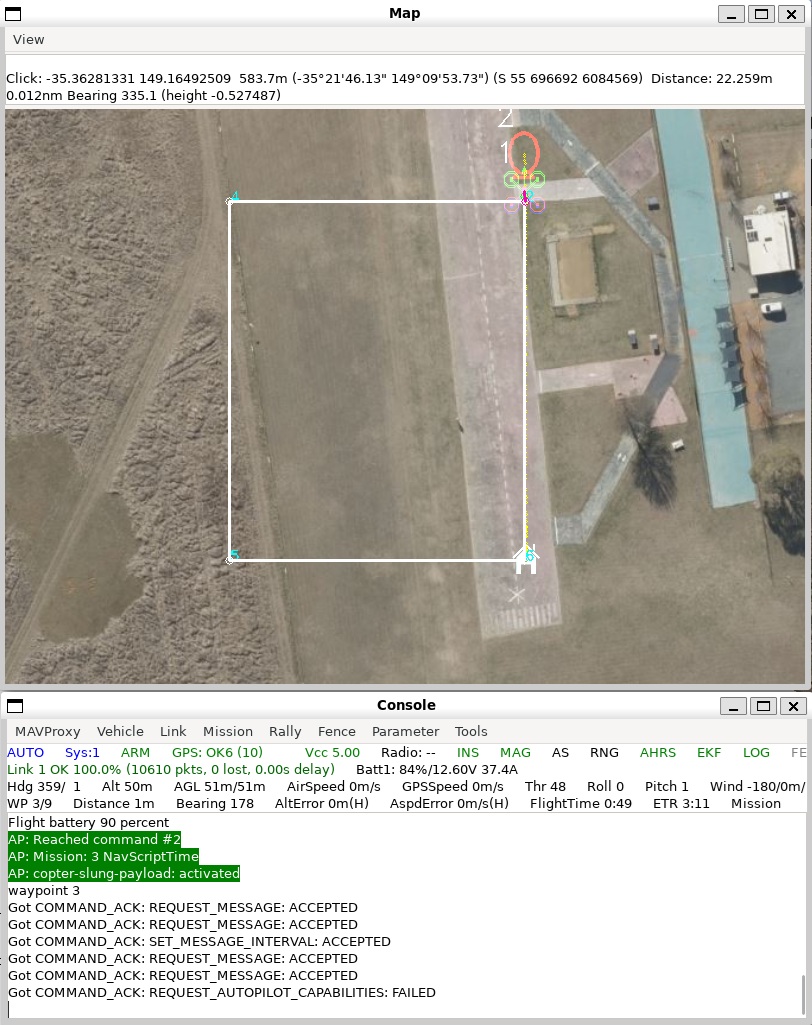 Map
View
Click: -35.36281331 149.16492509  583.7m (-35°21'46.13" 149°09'53.73") (S 55 696692 6084569)  Distance: 22.259m
0.012nm Bearing 335.1 (height -0.527487)
2
1
4
5
6
Console
MAVProxy Vehicle Link Mission Rally Fence Parameter Tools
AUTO Sys:1 ARM GPS: OK6 (10) Vcc 5.00 Radio: -- INS MAG AS RNG AHRS EKF LOG FE
Link 1 OK 100.0% (10610 pkts, 0 lost, 0.00s delay) Batt1: 84%/12.60V 37.4A
Hdg 359/ 1 Alt 50m AGL 51m/51m AirSpeed 0m/s GPSSpeed 0m/s Thr 48 Roll 0 Pitch 1 Wind -180/0m/
WP 3/9 Distance 1m Bearing 178 AltError 0m(H) AspdError 0m/s(H) FlightTime 0:49 ETR 3:11 Mission
Flight battery 90 percent
AP: Reached command #2
AP: Mission: 3 NavScriptTime
AP: copter-slung-payload: activated
waypoint 3
Got COMMAND_ACK: REQUEST_MESSAGE: ACCEPTED
Got COMMAND_ACK: REQUEST_MESSAGE: ACCEPTED
Got COMMAND_ACK: SET_MESSAGE_INTERVAL: ACCEPTED
Got COMMAND_ACK: REQUEST_MESSAGE: ACCEPTED
Got COMMAND_ACK: REQUEST_MESSAGE: ACCEPTED
Got COMMAND_ACK: REQUEST_AUTOPILOT_CAPABILITIES: FAILED